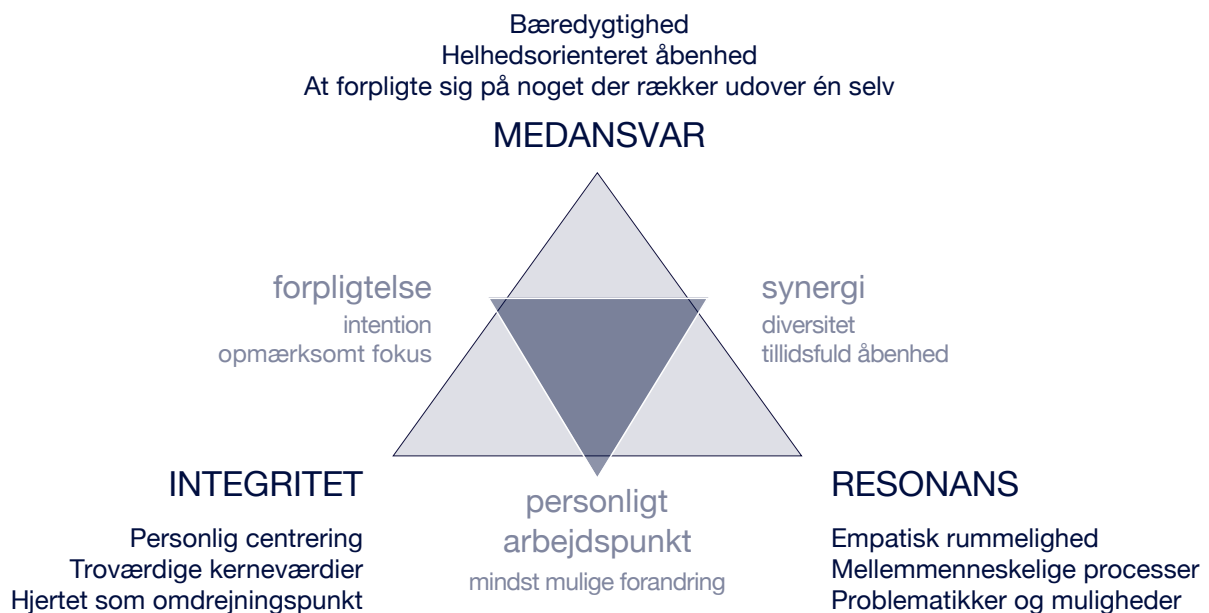 Bæredygtighed
Helhedsorienteret åbenhed
At forpligte sig på noget der rækker udover én selv
MEDANSVAR
forpligtelse
intention
opmærksomt fokus
synergi
diversitet
tillidsfuld åbenhed
INTEGRITET
Personlig centrering
Troværdige kerneværdier
Hjertet som omdrejningspunkt
personligt
arbejdspunkt
mindst mulige forandring
RESONANS
Empatisk rummelighed
Mellemmenneskelige processer
Problematikker og muligheder